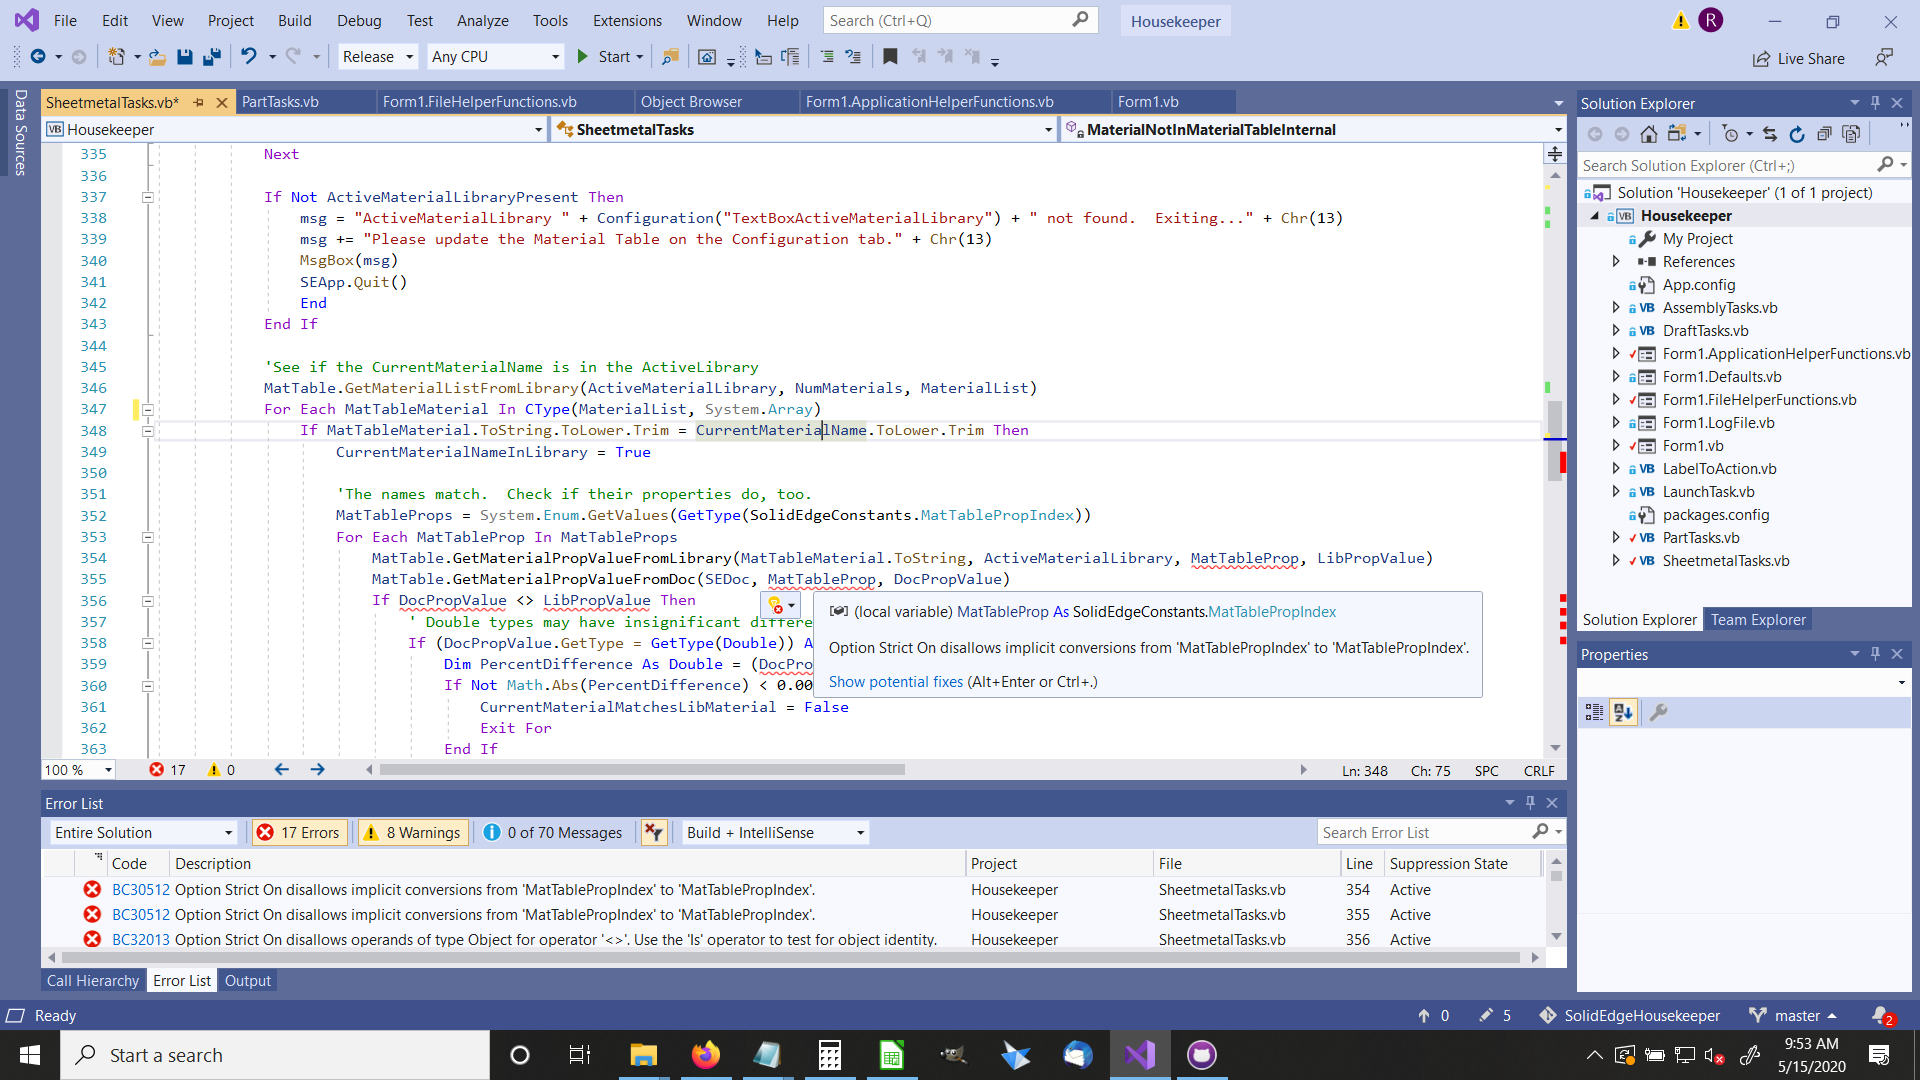 File Edit View Project Build Debug Test Analyze Tools Extensions Window Help Search (Ctrl+Q) Housekeeper R
Release Any CPU Start Live Share
Data Sources
SheetmetalTasks.vb* PartTasks.vb Form1.FileHelperFunctions.vb Object Browser Form1.ApplicationHelperFunctions.vb Form1.vb
VB Housekeeper SheetmetalTasks MaterialNotInMaterialTableInternal
335 Next
336
337 If Not ActiveMaterialLibraryPresent Then
338 msg = "ActiveMaterialLibrary " + Configuration("TextBoxActiveMaterialLibrary") + " not found.  Exiting..." + Chr(13)
339 msg += "Please update the Material Table on the Configuration tab." + Chr(13)
340 MsgBox(msg)
341 SEApp.Quit()
342 End
343 End If
344
345 'See if the CurrentMaterialName is in the ActiveLibrary
346 MatTable.GetMaterialListFromLibrary(ActiveMaterialLibrary, NumMaterials, MaterialList)
347 For Each MatTableMaterial In CType(MaterialList, System.Array)
348 If MatTableMaterial.ToString.ToLower.Trim = CurrentMaterialName.ToLower.Trim Then
349 CurrentMaterialNameInLibrary = True
350
351 'The names match.  Check if their properties do, too.
352 MatTableProps = System.Enum.GetValues(GetType(SolidEdgeConstants.MatTablePropIndex))
353 For Each MatTableProp In MatTableProps
354 MatTable.GetMaterialPropValueFromLibrary(MatTableMaterial.ToString, ActiveMaterialLibrary, MatTableProp, LibPropValue)
355 MatTable.GetMaterialPropValueFromDoc(SEDoc, MatTableProp, DocPropValue)
356 If DocPropValue <> LibPropValue Then
357 ' Double types may have insignificant differe
358 If (DocPropValue.GetType = GetType(Double)) A
359 Dim PercentDifference As Double = (DocPro
360 If Not Math.Abs(PercentDifference) < 0.00
361 CurrentMaterialMatchesLibMaterial = False
362 Exit For
363 End If
(local variable) MatTableProp As SolidEdgeConstants.MatTablePropIndex
Option Strict On disallows implicit conversions from 'MatTablePropIndex' to 'MatTablePropIndex'.
Show potential fixes (Alt+Enter or Ctrl+.)
100 % 17 0 Ln: 348 Ch: 75 SPC CRLF
Error List
Entire Solution 17 Errors 8 Warnings 0 of 70 Messages Build + IntelliSense Search Error List
Code Description Project File Line Suppression State
BC30512 Option Strict On disallows implicit conversions from 'MatTablePropIndex' to 'MatTablePropIndex'. Housekeeper SheetmetalTasks.vb 354 Active
BC30512 Option Strict On disallows implicit conversions from 'MatTablePropIndex' to 'MatTablePropIndex'. Housekeeper SheetmetalTasks.vb 355 Active
BC32013 Option Strict On disallows operands of type Object for operator '<>'. Use the 'Is' operator to test for object identity. Housekeeper SheetmetalTasks.vb 356 Active
Call Hierarchy Error List Output
Solution Explorer
Search Solution Explorer (Ctrl+;)
Solution 'Housekeeper' (1 of 1 project)
VB Housekeeper
My Project
References
App.config
VB AssemblyTasks.vb
VB DraftTasks.vb
Form1.ApplicationHelperFunctions.vb
Form1.Defaults.vb
Form1.FileHelperFunctions.vb
Form1.LogFile.vb
Form1.vb
VB LabelToAction.vb
VB LaunchTask.vb
packages.config
VB PartTasks.vb
VB SheetmetalTasks.vb
Solution Explorer Team Explorer
Properties
Ready 0 5 SolidEdgeHousekeeper master 2
Start a search
9:53 AM
5/15/2020